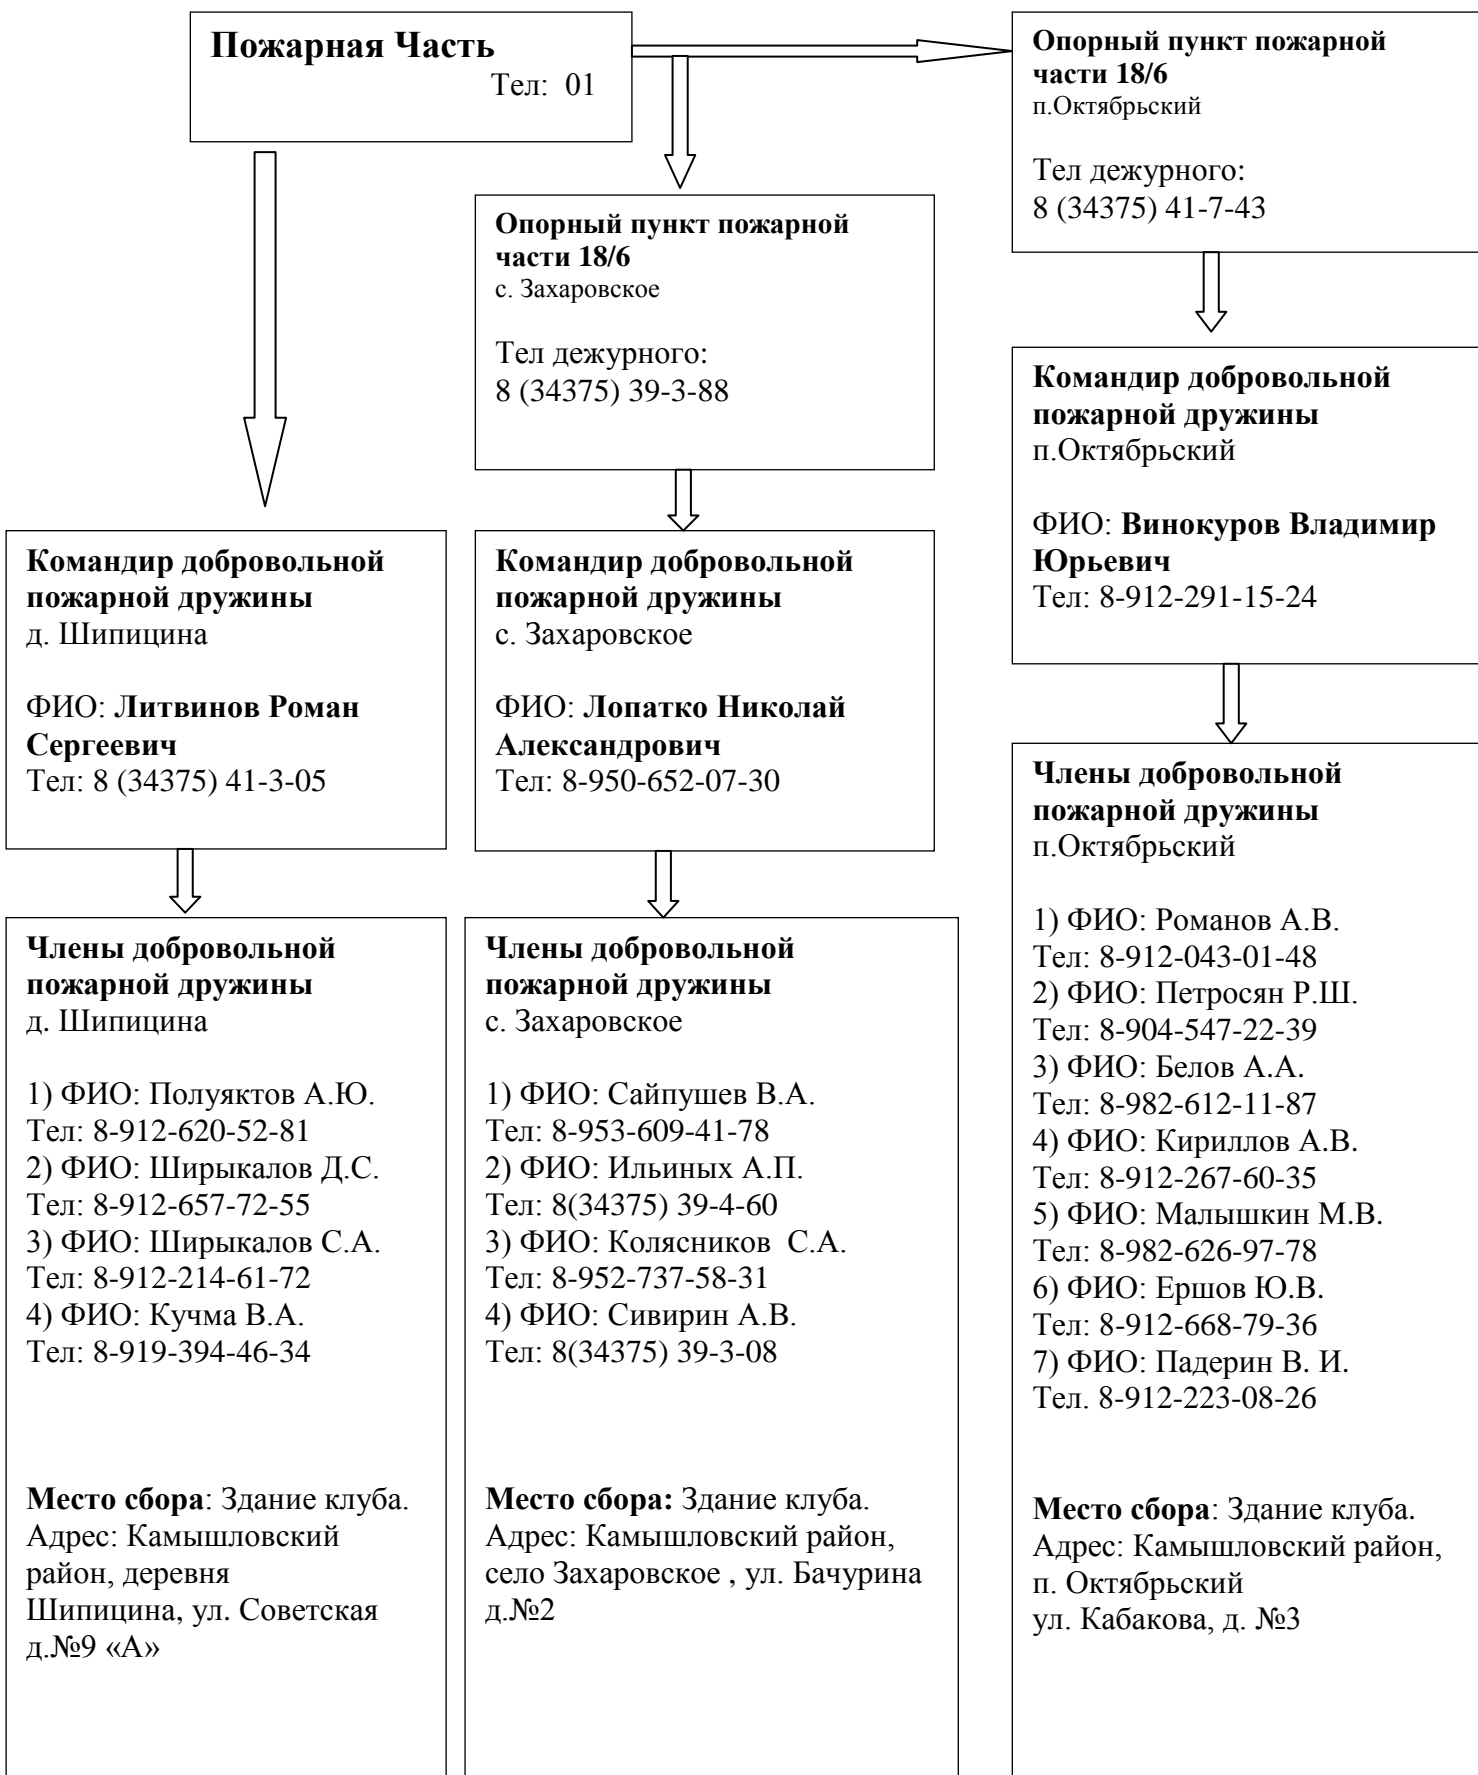 Пожарная Часть
Тел: 01
Опорный пункт пожарной
части 18/6
п.Октябрьский
Тел дежурного:
8 (34375) 41-7-43
Опорный пункт пожарной
части 18/6
с. Захаровское
Тел дежурного:
8 (34375) 39-3-88
Командир добровольной
пожарной дружины
п.Октябрьский
ФИО: Винокуров Владимир
Юрьевич
Тел: 8-912-291-15-24
Командир добровольной
пожарной дружины
д. Шипицина
ФИО: Литвинов Роман
Сергеевич
Тел: 8 (34375) 41-3-05
Командир добровольной
пожарной дружины
с. Захаровское
ФИО: Лопатко Николай
Александрович
Тел: 8-950-652-07-30
Члены добровольной
пожарной дружины
д. Шипицина
1) ФИО: Полуяктов А.Ю.
Тел: 8-912-620-52-81
2) ФИО: Ширыкалов Д.С.
Тел: 8-912-657-72-55
3) ФИО: Ширыкалов С.А.
Тел: 8-912-214-61-72
4) ФИО: Кучма В.А.
Тел: 8-919-394-46-34
Место сбора: Здание клуба.
Адрес: Камышловский
район, деревня
Шипицина, ул. Советская
д.№9 «А»
Члены добровольной
пожарной дружины
с. Захаровское
1) ФИО: Сайпушев В.А.
Тел: 8-953-609-41-78
2) ФИО: Ильиных А.П.
Тел: 8(34375) 39-4-60
3) ФИО: Колясников  С.А.
Тел: 8-952-737-58-31
4) ФИО: Сивирин А.В.
Тел: 8(34375) 39-3-08
Место сбора: Здание клуба.
Адрес: Камышловский район,
село Захаровское , ул. Бачурина
д.№2
Члены добровольной
пожарной дружины
п.Октябрьский
1) ФИО: Романов А.В.
Тел: 8-912-043-01-48
2) ФИО: Петросян Р.Ш.
Тел: 8-904-547-22-39
3) ФИО: Белов А.А.
Тел: 8-982-612-11-87
4) ФИО: Кириллов А.В.
Тел: 8-912-267-60-35
5) ФИО: Малышкин М.В.
Тел: 8-982-626-97-78
6) ФИО: Ершов Ю.В.
Тел: 8-912-668-79-36
7) ФИО: Падерин В. И.
Тел. 8-912-223-08-26
Место сбора: Здание клуба.
Адрес: Камышловский район,
п. Октябрьский
ул. Кабакова, д. №3